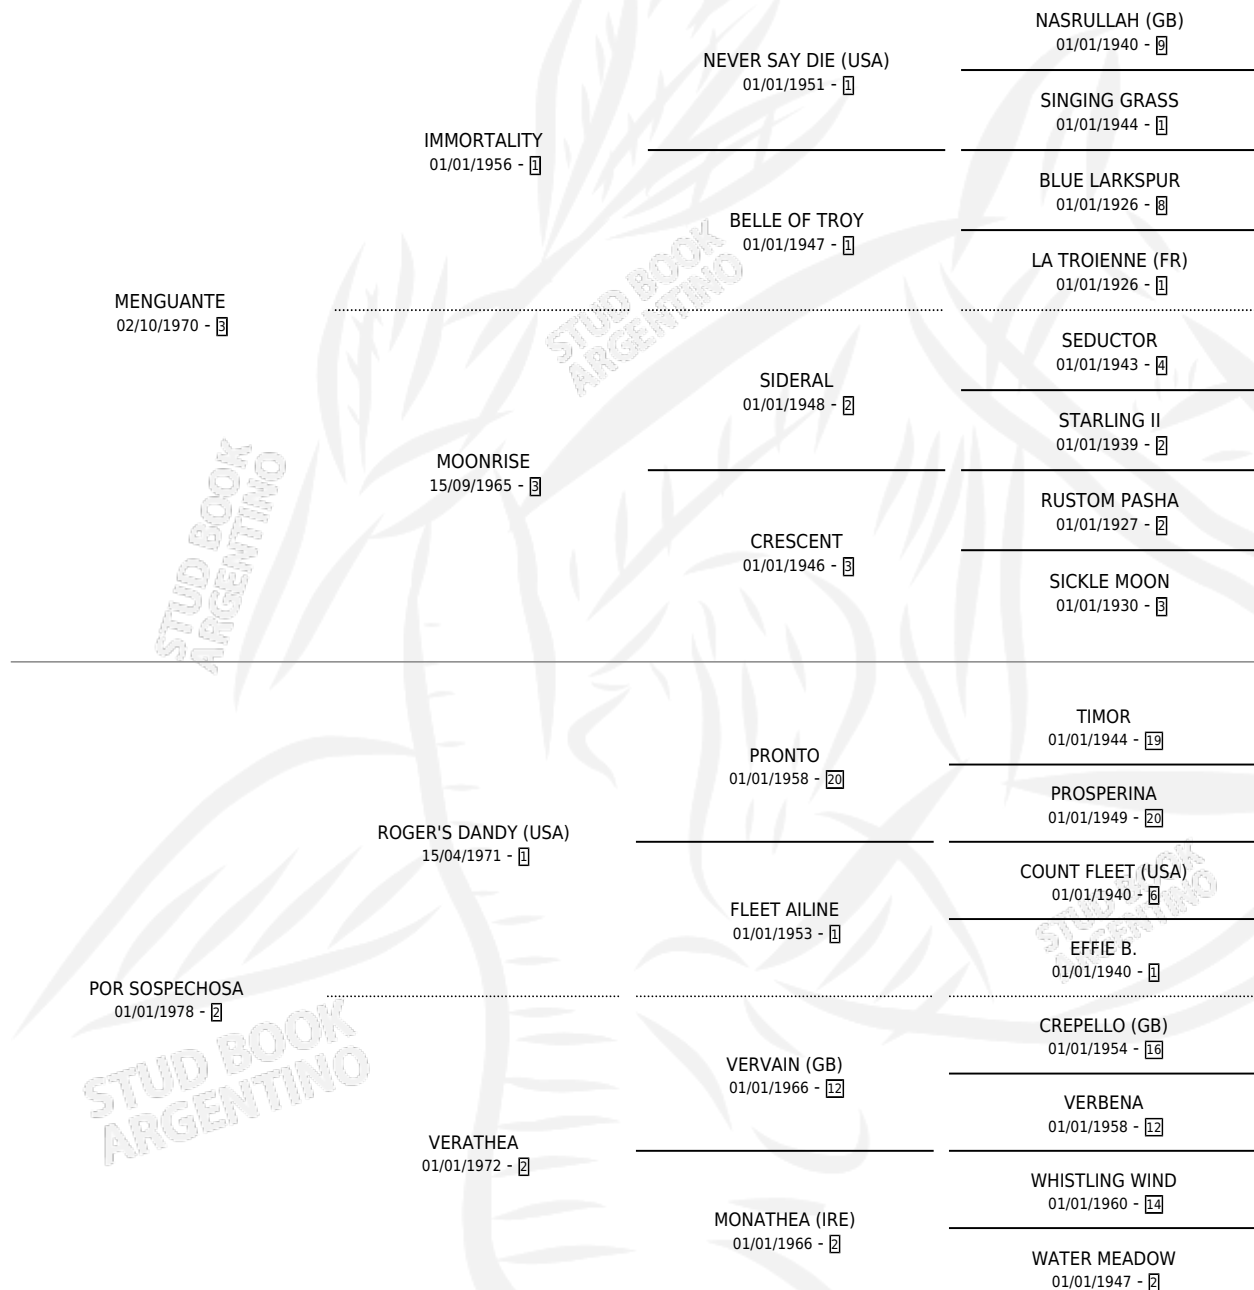 NASRULLAH (GB)
01/01/1940 - 9
NEVER SAY DIE (USA)
01/01/1951 - 1
SINGING GRASS
01/01/1944 - 1
IMMORTALITY
01/01/1956 - 1
BLUE LARKSPUR
01/01/1926 - 8
BELLE OF TROY
01/01/1947 - 1
LA TROIENNE (FR)
01/01/1926 - 1
MENGUANTE
02/10/1970 - 3
SEDUCTOR
01/01/1943 - 4
SIDERAL
01/01/1948 - 2
STARLING II
01/01/1939 - 2
MOONRISE
15/09/1965 - 3
RUSTOM PASHA
01/01/1927 - 2
CRESCENT
01/01/1946 - 3
SICKLE MOON
01/01/1930 - 3
TIMOR
01/01/1944 - 19
PRONTO
01/01/1958 - 20
PROSPERINA
01/01/1949 - 20
ROGER'S DANDY (USA)
15/04/1971 - 1
COUNT FLEET (USA)
01/01/1940 - 6
FLEET AILINE
01/01/1953 - 1
EFFIE B.
01/01/1940 - 1
POR SOSPECHOSA
01/01/1978 - 2
CREPELLO (GB)
01/01/1954 - 16
VERVAIN (GB)
01/01/1966 - 12
VERBENA
01/01/1958 - 12
VERATHEA
01/01/1972 - 2
WHISTLING WIND
01/01/1960 - 14
MONATHEA (IRE)
01/01/1966 - 2
WATER MEADOW
01/01/1947 - 2
STUD BOOK
ARGENTINO
STUD BOOK
ARGENTINO
STUD BOOK
ARGENTINO
STUD BOOK
ARGENTINO